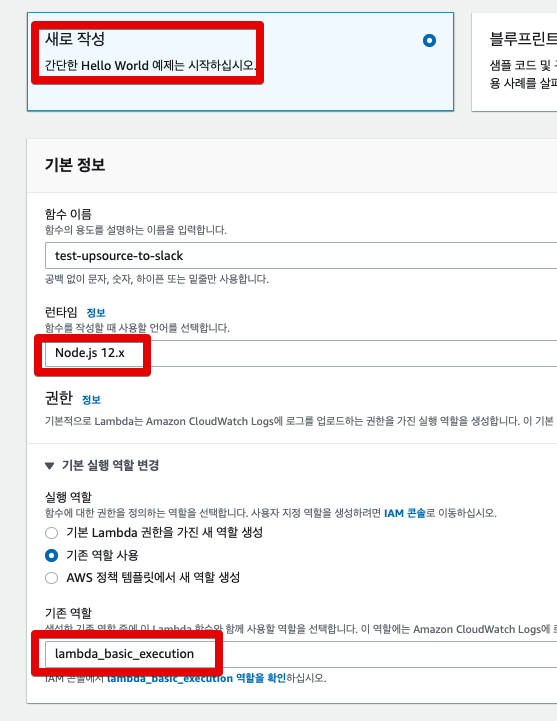 새로 작성
간단한 Hello World 예제는 시작하십시오.
블루프린트
샘플 코드 및
용 사례를 살펴
기본 정보
함수 이름
함수의 용도를 설명하는 이름을 입력합니다.
test-upsource-to-slack
공백 없이 문자, 숫자, 하이픈 또는 밑줄만 사용합니다.
런타임 정보
함수를 작성할 때 사용할 언어를 선택합니다.
Node.js 12.x
권한 정보
기본적으로 Lambda는 Amazon CloudWatch Logs에 로그를 업로드하는 권한을 가진 실행 역할을 생성합니다. 이 기본
▼ 기본 실행 역할 변경
실행 역할
함수에 대한 권한을 정의하는 역할을 선택합니다. 사용자 지정 역할을 생성하려면 IAM 콘솔로 이동하십시오.
기본 Lambda 권한을 가진 새 역할 생성
기존 역할 사용
AWS 정책 템플릿에서 새 역할 생성
기존 역할
생성한 기존 역할 중에 이 Lambda 함수와 함께 사용할 역할을 선택합니다. 이 역할에는 Amazon CloudWatch Logs에 로
lambda_basic_execution
IAM 콘솔에서 lambda_basic_execution 역할을 확인하십시오.